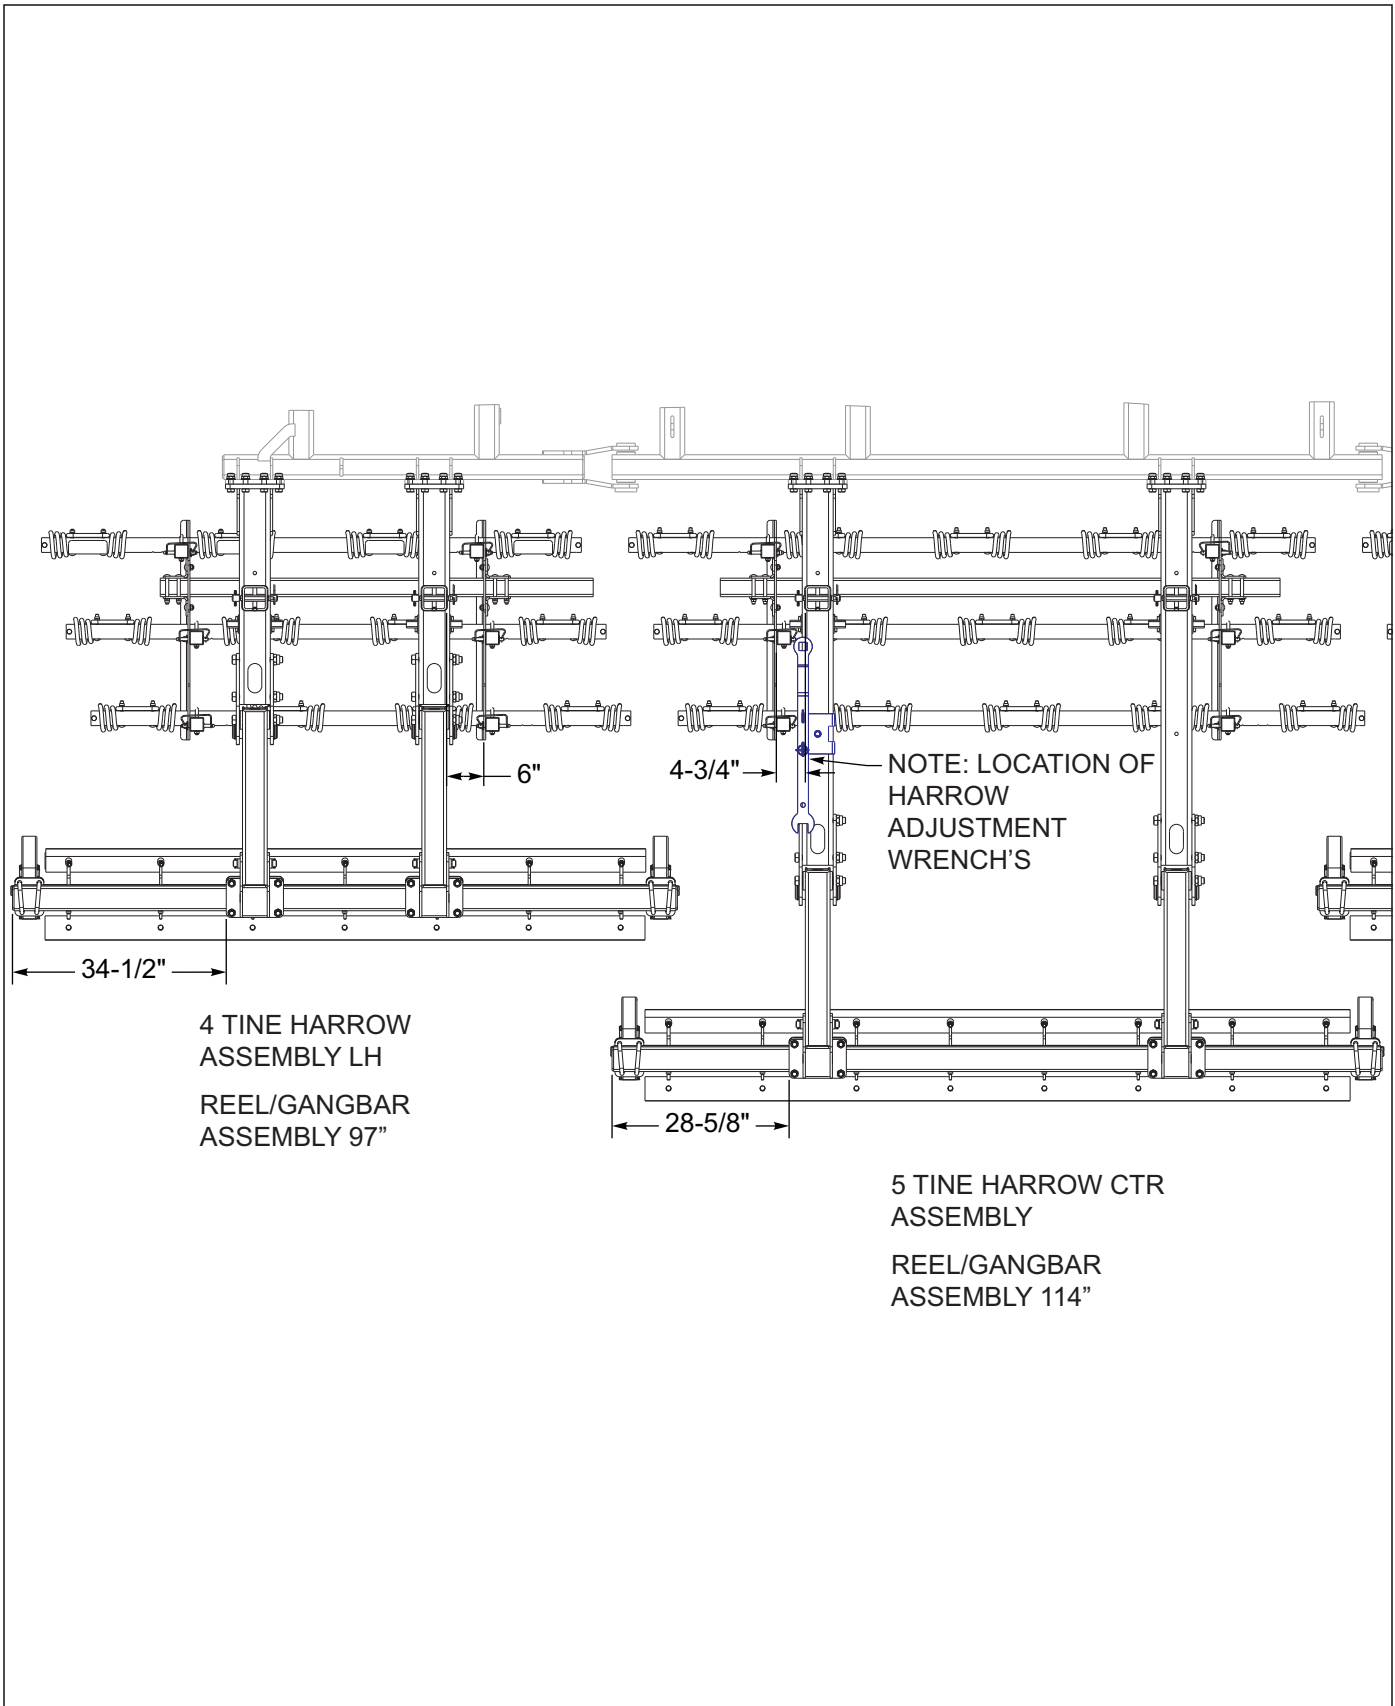 6"
4-3/4"
NOTE: LOCATION OF
HARROW
ADJUSTMENT
WRENCH'S
34-1/2"
4 TINE HARROW
ASSEMBLY LH
REEL/GANGBAR
ASSEMBLY 97”
28-5/8"
5 TINE HARROW CTR
ASSEMBLY
REEL/GANGBAR
ASSEMBLY 114”